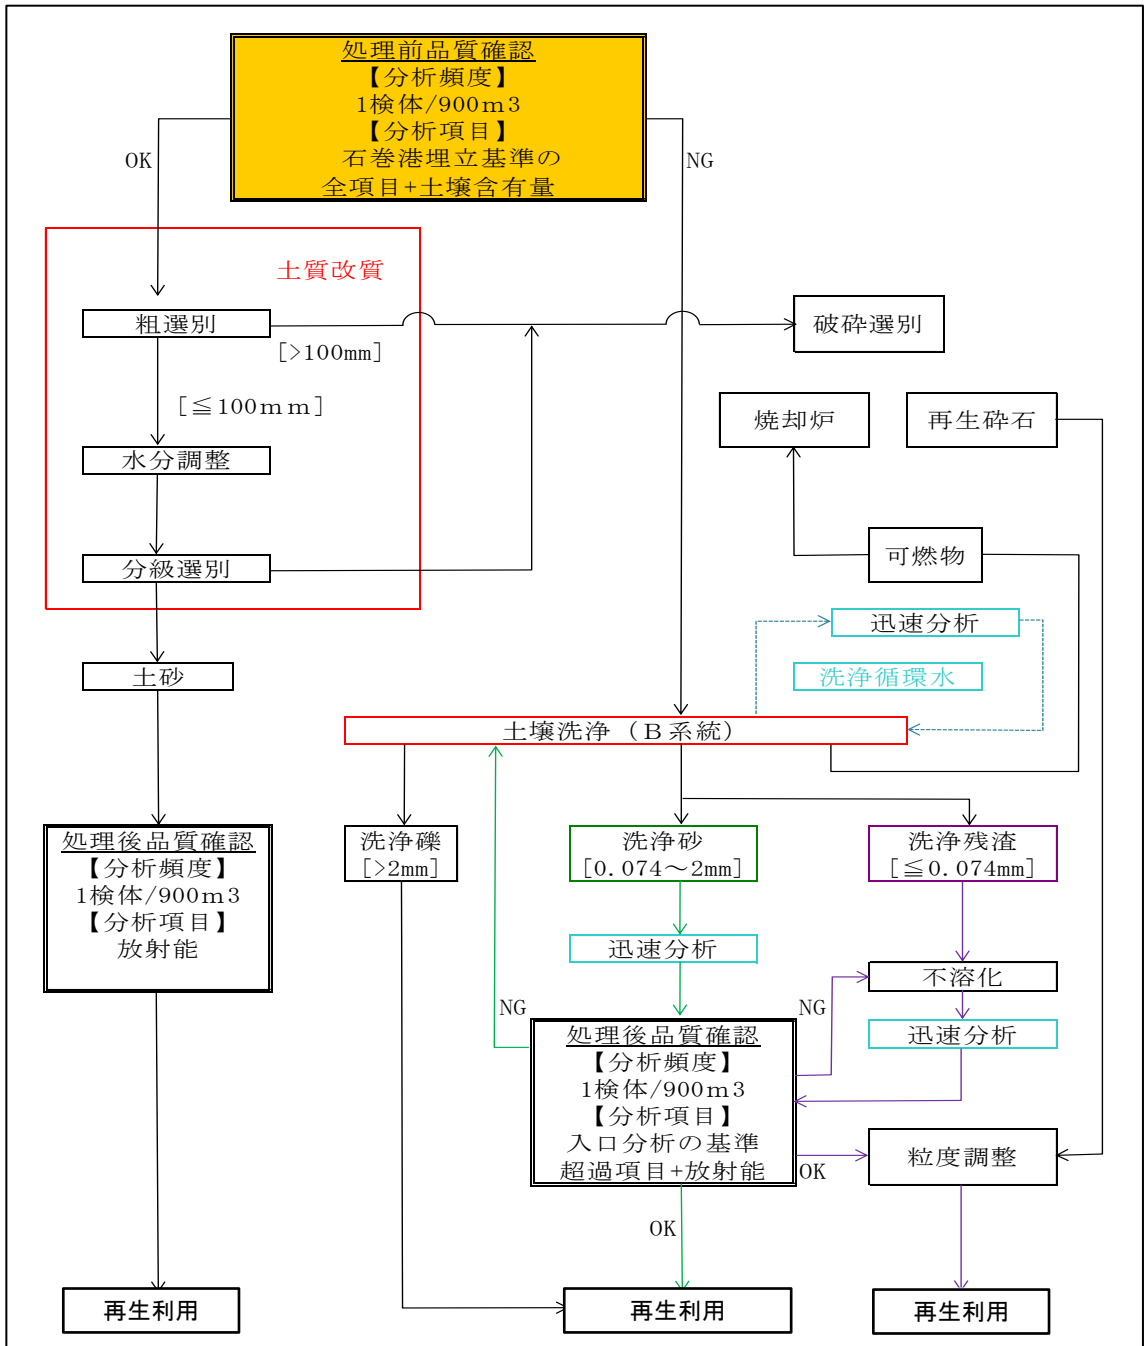 処理前品質確認
【分析頻度】
1検体/900ｍ3
【分析項目】
石巻港埋立基準の
全項目+土壌含有量
OK
NG
土質改質
粗選別
[>100mm]
破砕選別
[≦100ｍｍ]
焼却炉
再生砕石
水分調整
分級選別
可燃物
迅速分析
土砂
洗浄循環水
土壌洗浄（Ｂ系統）
処理後品質確認
【分析頻度】
1検体/900ｍ3
【分析項目】
放射能
洗浄礫
[>2mm]
洗浄砂
[0.074～2mm]
洗浄残渣
[≦0.074mm]
迅速分析
不溶化
NG
NG
迅速分析
処理後品質確認
【分析頻度】
1検体/900ｍ3
【分析項目】
入口分析の基準
超過項目+放射能
OK
粒度調整
OK
再生利用
再生利用
再生利用